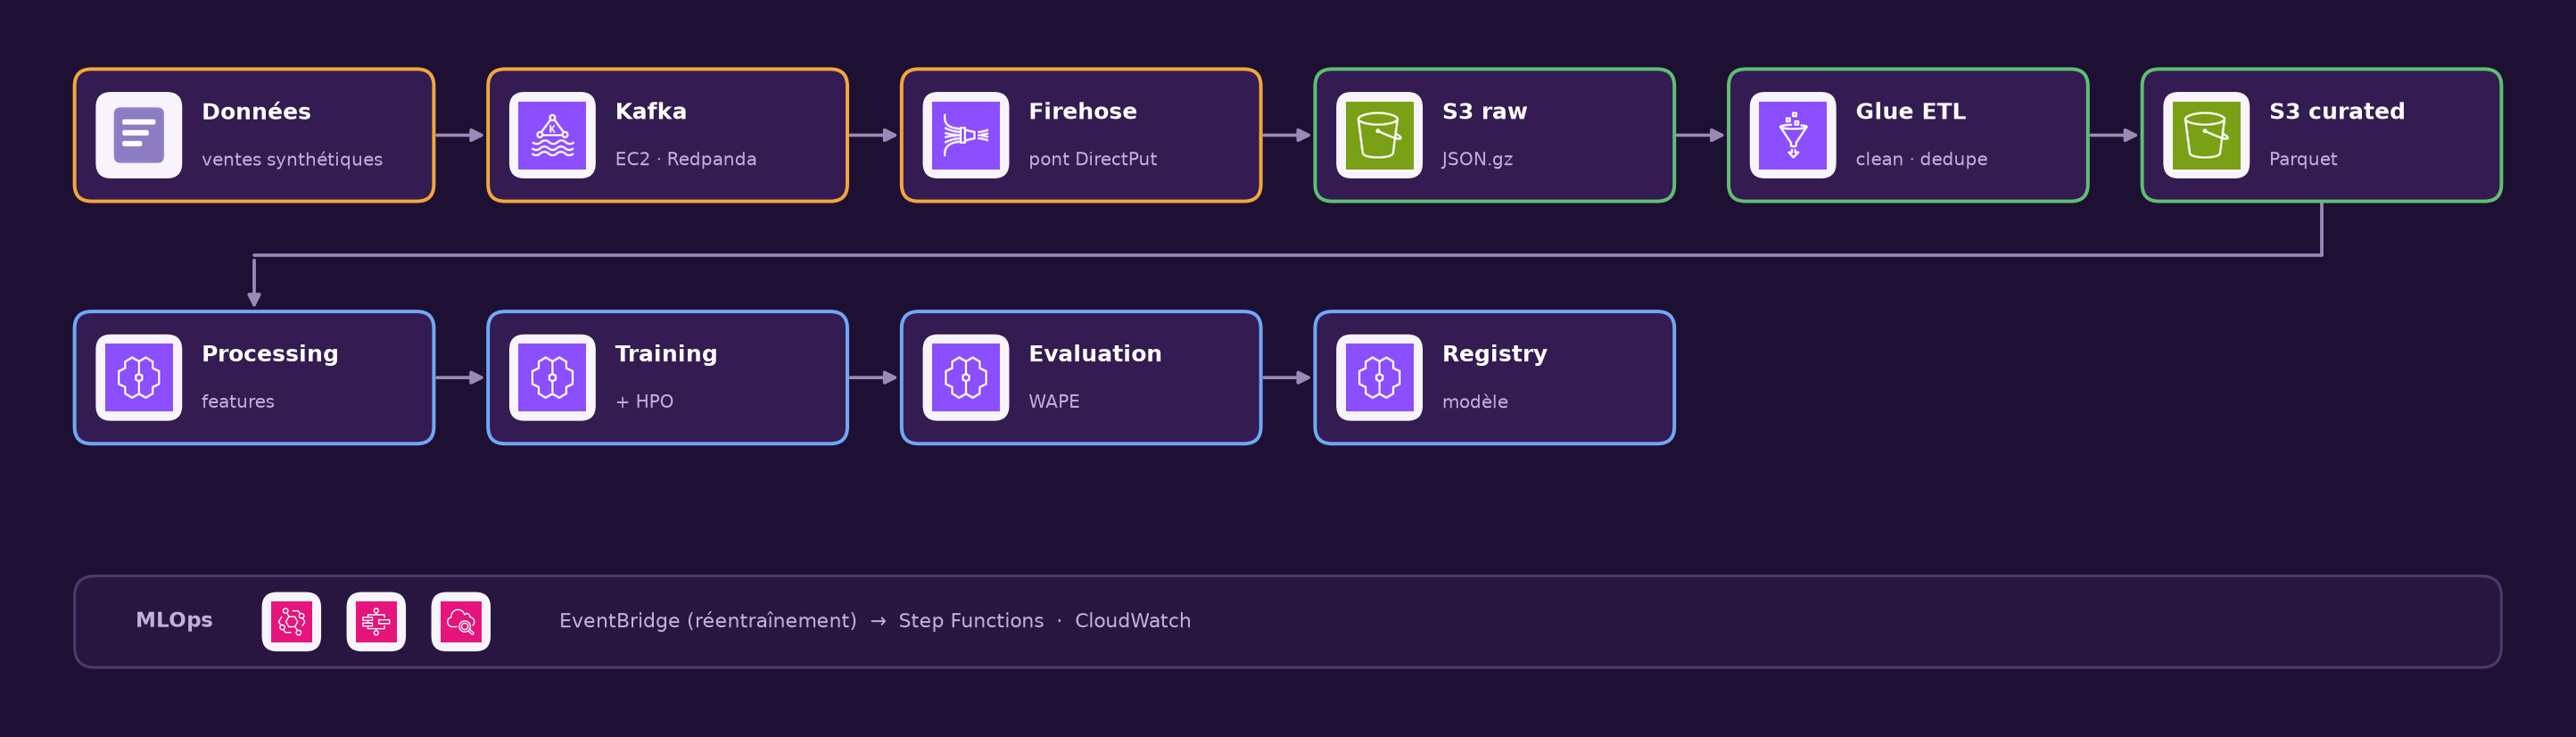 Données
ventes synthétiques
Kafka
EC2 · Redpanda
Firehose
pont DirectPut
S3 raw
JSON.gz
Glue ETL
clean · dedupe
S3 curated
Parquet
Processing
features
Training
+ HPO
Evaluation
WAPE
Registry
modèle
MLOps
EventBridge (réentraînement) → Step Functions · CloudWatch